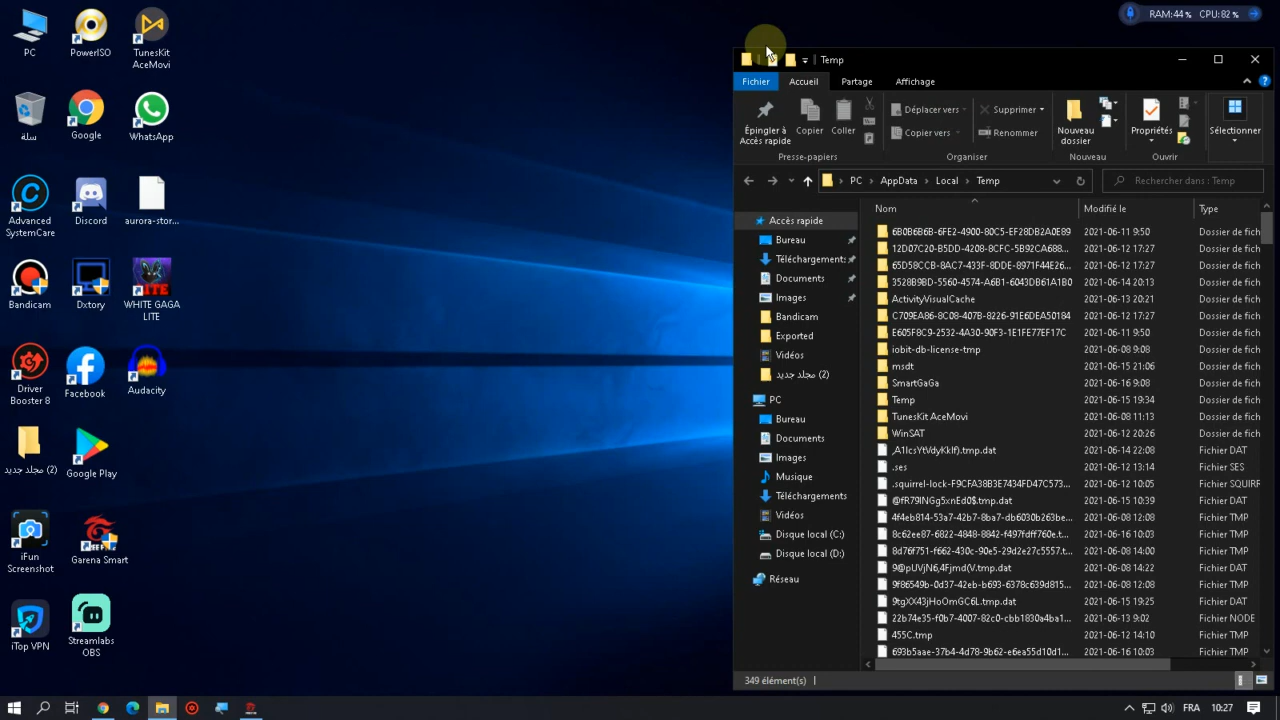 PC
PowerISO
TunesKit
AceMovi
سلة
Google
WhatsApp
Advanced
SystemCare
Discord
aurora-stor...
Bandicam
Dxtory
WHITE GAGA
LITE
Driver
Booster 8
Facebook
Audacity
مجلد جديد (2)
Google Play
iFun
Screenshot
Garena Smart
iTop VPN
Streamlabs
OBS
RAM:44% CPU:82%
Temp
Fichier Accueil Partage Affichage
Épingler à
Accès rapide
Copier
Coller
Déplacer vers
Copier vers
Supprimer
Renommer
Nouveau
dossier
Propriétés
Sélectionner
Presse-papiers Organiser Nouveau Ouvrir
PC AppData Local Temp
Rechercher dans : Temp
Accès rapide
Bureau
Téléchargement:
Documents
Images
Bandicam
Exported
Vidéos
مجلد جديد (2)
PC
Bureau
Documents
Images
Musique
Téléchargements
Vidéos
Disque local (C:)
Disque local (D:)
Réseau
Nom Modifié le Type
6B0B6B6B-6FE2-4900-80C5-EF28DB2A0E89 2021-06-11 9:50 Dossier de fich
12D07C20-B5DD-4208-8CFC-5B92CA688... 2021-06-12 17:27 Dossier de fich
65D58CCB-8AC7-433F-8DDE-8971F44E26... 2021-06-12 17:27 Dossier de fich
3528B9BD-5560-4574-A6B1-6043DB61A1B0 2021-06-14 20:13 Dossier de fich
ActivityVisualCache 2021-06-13 20:21 Dossier de fich
C709EA86-8C08-407B-8226-91E6DEA50184 2021-06-12 17:27 Dossier de fich
E605F8C9-2532-4A30-90F3-1E1FE77EF17C 2021-06-11 9:50 Dossier de fich
iobit-db-license-tmp 2021-06-08 9:08 Dossier de fich
msdt 2021-06-15 21:06 Dossier de fich
SmartGaGa 2021-06-16 9:08 Dossier de fich
Temp 2021-06-15 19:34 Dossier de fich
TunesKit AceMovi 2021-06-08 11:13 Dossier de fich
WinSAT 2021-06-12 20:26 Dossier de fich
,A1IcsYtVdyKkIf).tmp.dat 2021-06-14 22:08 Fichier DAT
.ses 2021-06-12 13:14 Fichier SES
.squirrel-lock-F9CFA38B3E7434FD47C573... 2021-06-12 10:05 Fichier SQUIRR
@fR79INGg5xnEd0$.tmp.dat 2021-06-15 10:39 Fichier DAT
4f4eb814-53a7-42b7-8ba7-db6030b263be... 2021-06-08 12:08 Fichier TMP
8c62ee87-6822-4848-8842-f497fdff760e.t... 2021-06-16 10:03 Fichier TMP
8d76f751-f662-430c-90e5-29d2e27c5557.t... 2021-06-08 14:00 Fichier TMP
9@pUVjN6,4Fjmd(V.tmp.dat 2021-06-08 14:22 Fichier DAT
9f86549b-0d37-42eb-b693-6378c639d815... 2021-06-08 12:08 Fichier TMP
9tgXX43jHoOmGC6L.tmp.dat 2021-06-15 19:25 Fichier DAT
22b74e35-f0b7-4007-82c0-cbb1830a4ba1... 2021-06-13 9:02 Fichier NODE
455C.tmp 2021-06-12 14:10 Fichier TMP
693b5aae-37b4-4d78-9b62-e6ea55d10d1... 2021-06-16 10:03 Fichier TMP
349 élément(s)
FRA 10:27